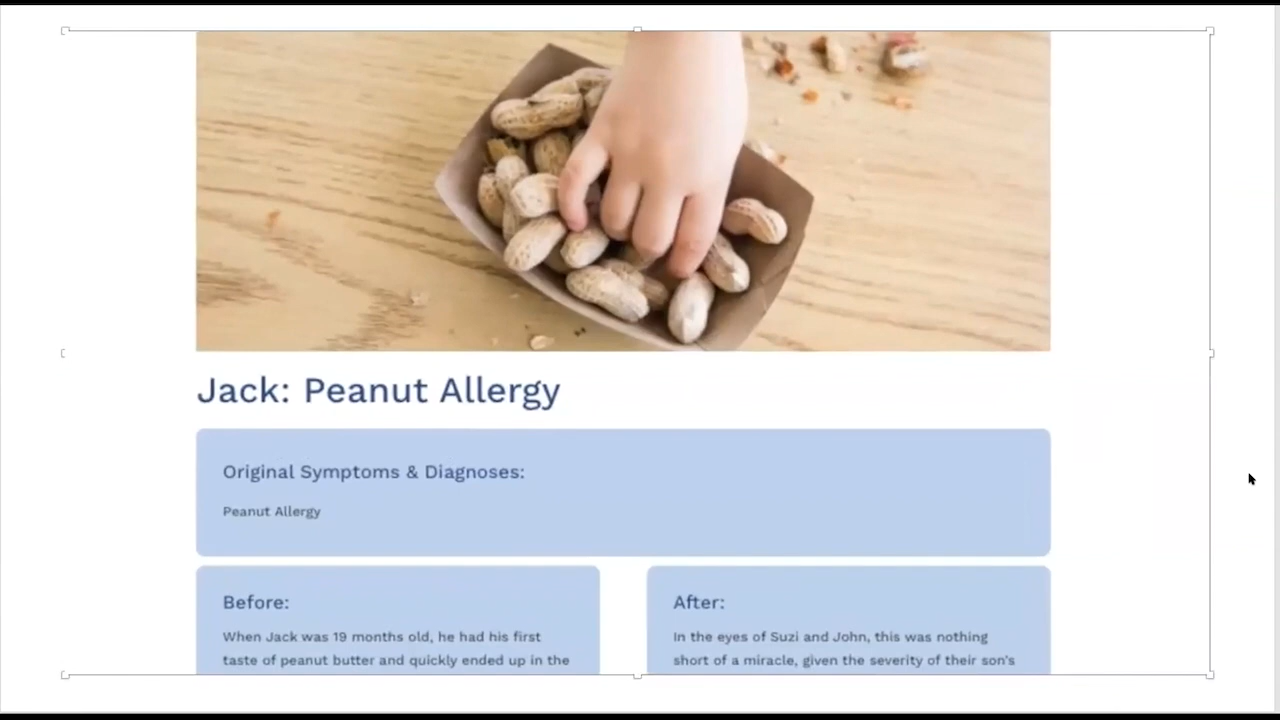 Jack: Peanut Allergy
Original Symptoms & Diagnoses:
Peanut Allergy
Before:
When Jack was 19 months old, he had his first
taste of peanut butter and quickly ended up in the
After:
In the eyes of Suzi and John, this was nothing
short of a miracle, given the severity of their son's